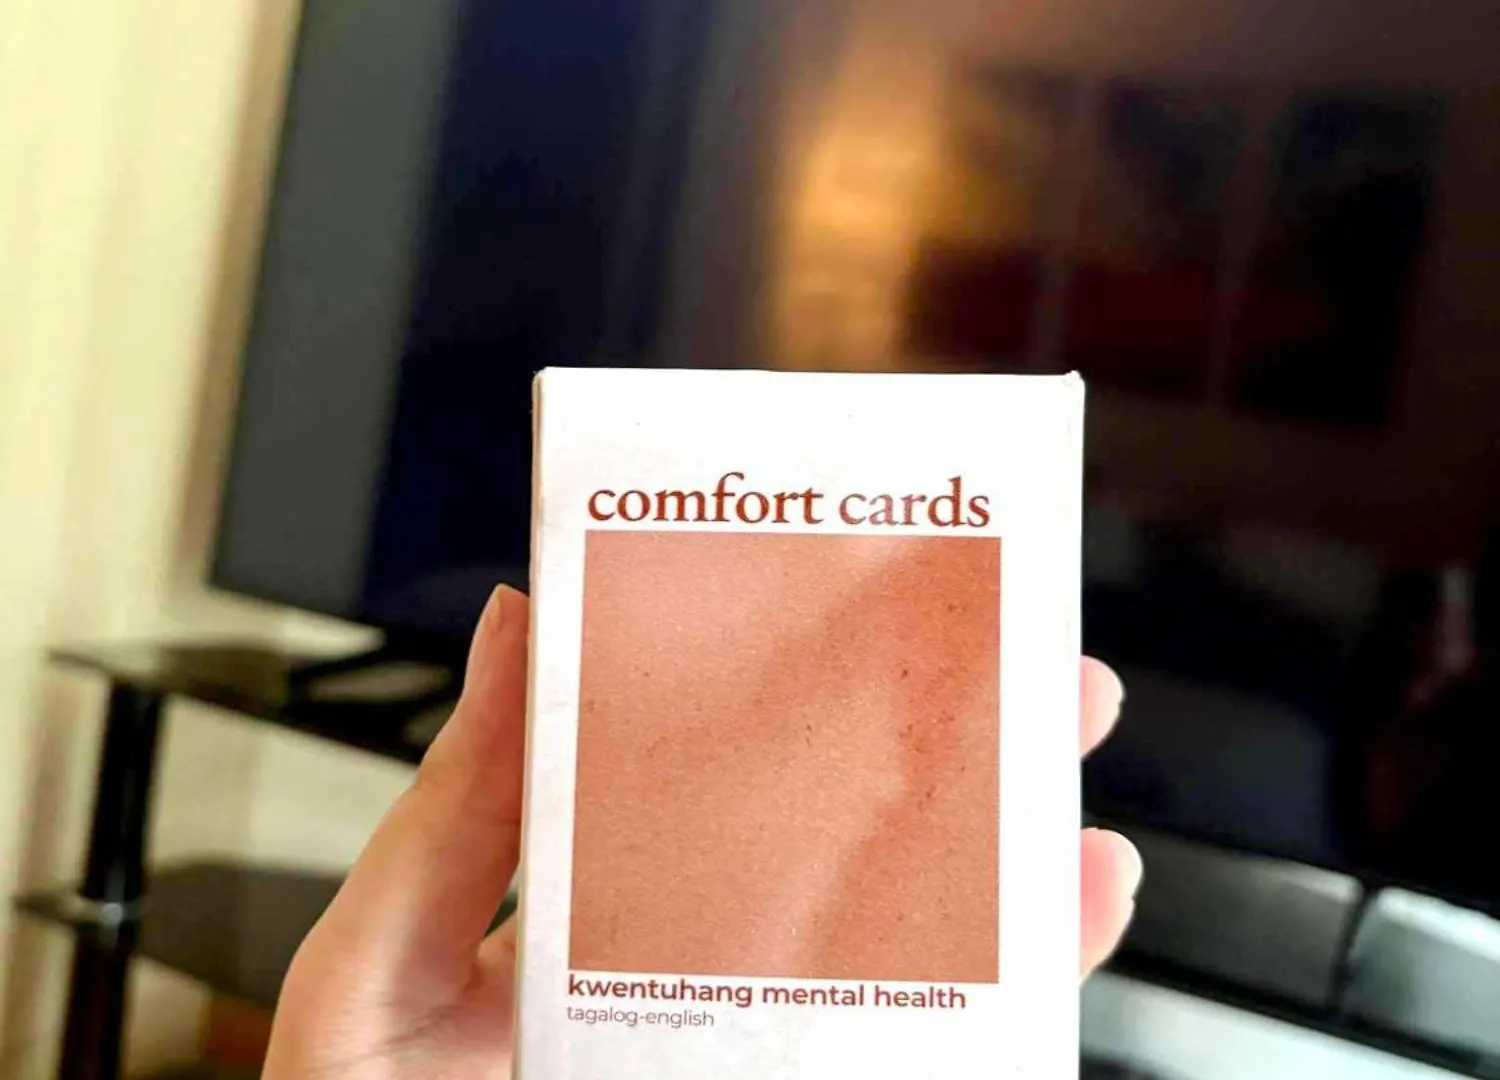 comfort cards
kwentuhang mental health
tagalog-english